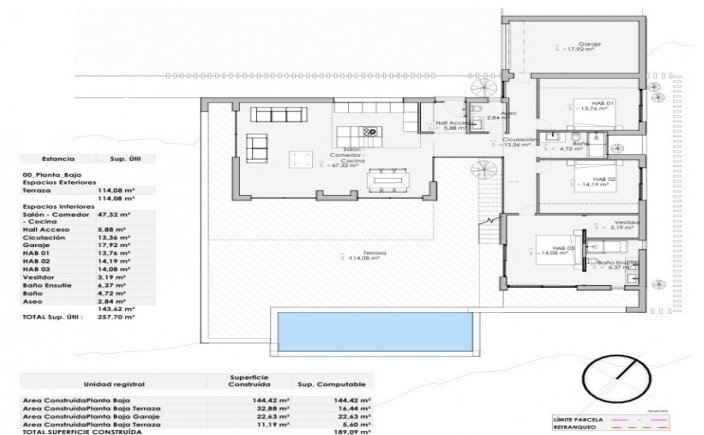 Garaje
17,92 m²
HAB 01
13,76 m²
Aseo
2,84 m²
Hall Acceso
5,88 m²
Ciculación
13,36 m²
Baño
4,72 m²
Salón - Comedor - Cocina
47,32 m²
HAB 02
14,19 m²
Vesitdor
3,19 m²
HAB 03
14,08 m²
Baño Ensutie
6,37 m²
Terraza
114,08 m²
Estancia Sup. Útil
00_Planta_Baja
Espacios Exteriores
Terraza 114,08 m²
114,08 m²
Espacios Interiores
Salón - Comedor 47,32 m²
- Cocina
Hall Acceso 5,88 m²
Ciculación 13,36 m²
Garaje 17,92 m²
HAB 01 13,76 m²
HAB 02 14,19 m²
HAB 03 14,08 m²
Vesitdor 3,19 m²
Baño Ensutie 6,37 m²
Baño 4,72 m²
Aseo 2,84 m²
143,62 m²
TOTAL Sup. Útil : 257,70 m²
Unidad registral Superficie Construida Sup. Computable
Area ConstruidaPlanta Baja 144,42 m² 144,42 m²
Area ConstruidaPlanta Baja Terraza 32,88 m² 16,44 m²
Area ConstruidaPlanta Baja Garaje 22,63 m² 22,63 m²
Area ConstruidaPlanta Baja 11,19 m² 5,60 m²
TOTAL SUPERFICIE CONSTRUÍDA 189,09 m²
leyenda
LÍMITE PARCELA
RETRANQUEO